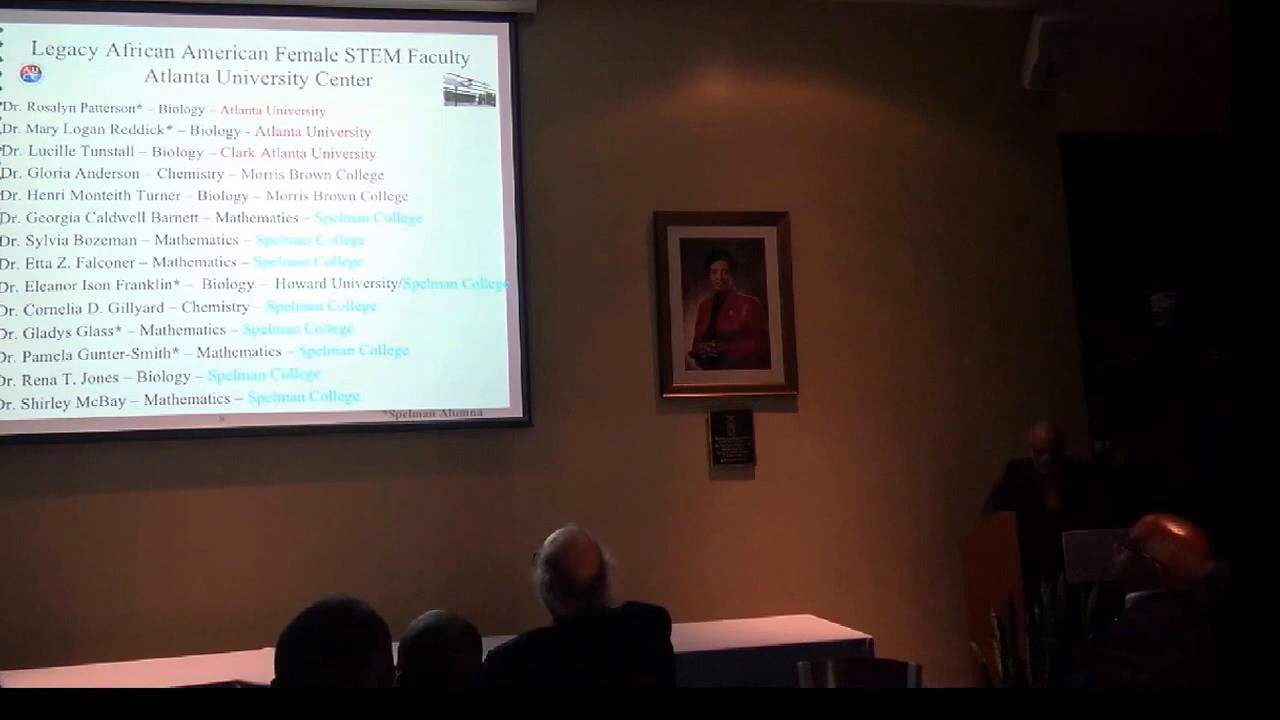 Legacy African American Female STEM Faculty
Atlanta University Center
Dr. Rosalyn Patterson* – Biology – Atlanta University
Dr. Mary Logan Reddick* – Biology - Atlanta University
Dr. Lucille Tunstall – Biology – Clark Atlanta University
Dr. Gloria Anderson – Chemistry – Morris Brown College
Dr. Henri Monteith Turner – Biology – Morris Brown College
Dr. Georgia Caldwell Barnett – Mathematics – Spelman College
Dr. Sylvia Bozeman – Mathematics – Spelman College
Dr. Etta Z. Falconer – Mathematics – Spelman College
Dr. Eleanor Ison Franklin* – Biology – Howard University/Spelman College
Dr. Cornelia D. Gillyard – Chemistry – Spelman College
Dr. Gladys Glass* – Mathematics – Spelman College
Dr. Pamela Gunter-Smith* – Mathematics – Spelman College
Dr. Rena T. Jones – Biology – Spelman College
Dr. Shirley McBay – Mathematics – Spelman College
*Spelman Alumna